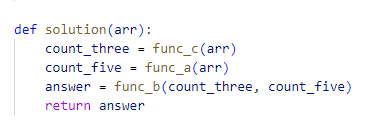 def solution(arr):
    count_three = func_c(arr)
    count_five = func_a(arr)
    answer = func_b(count_three, count_five)
    return answer